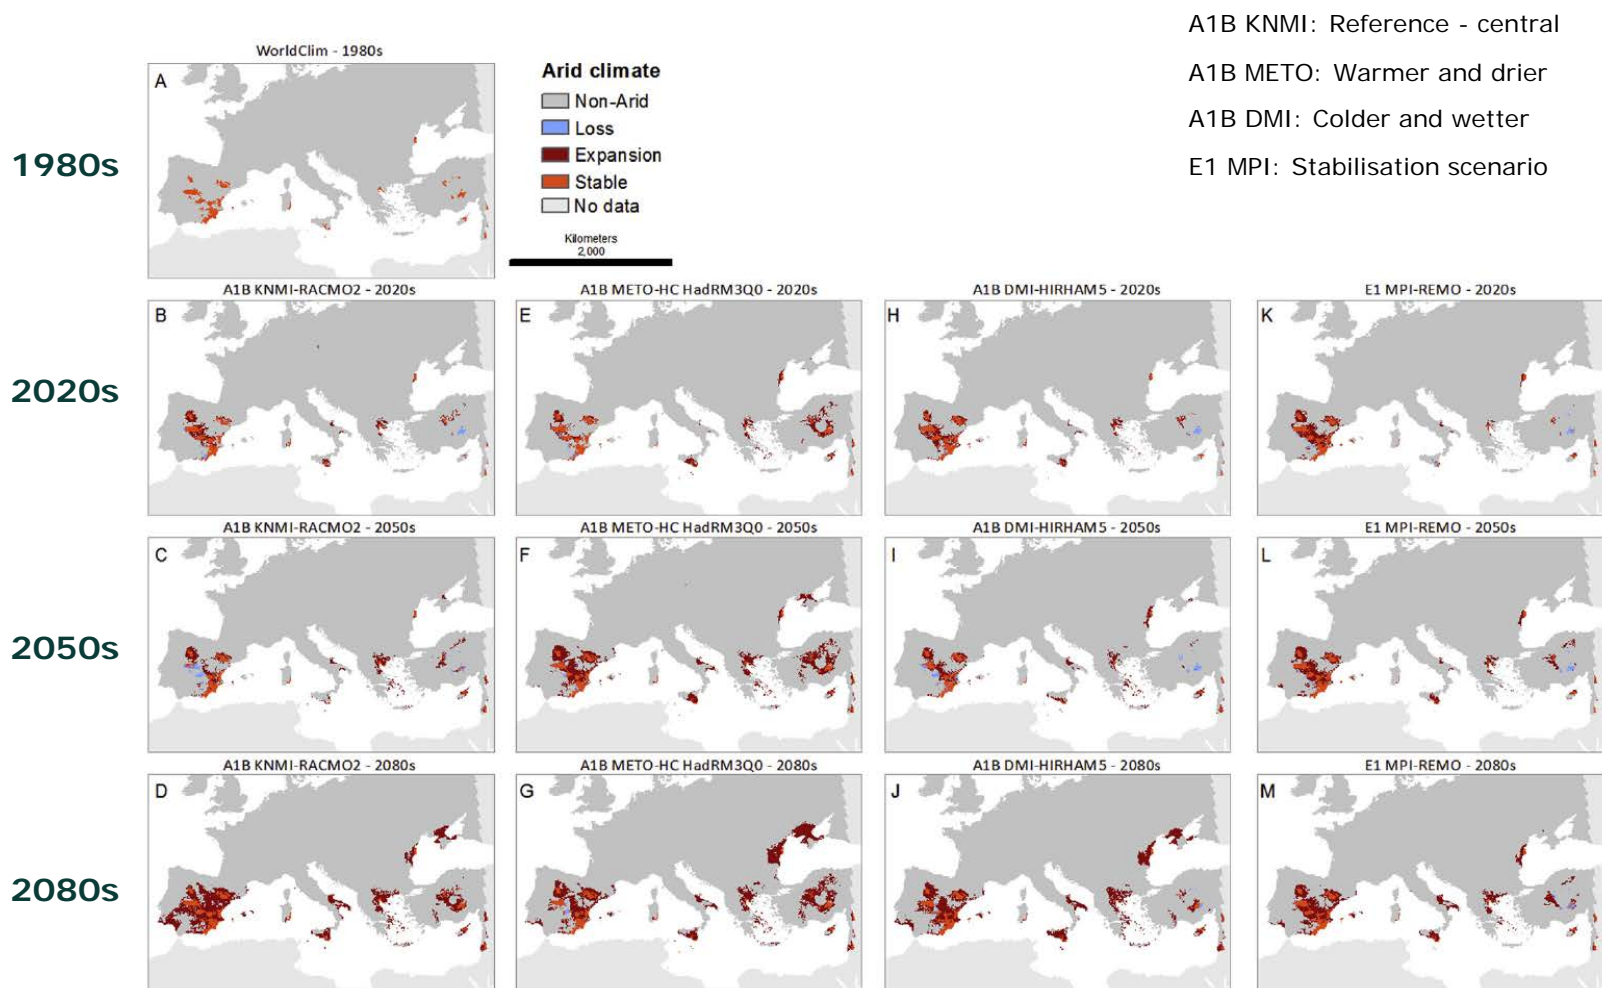 A1B KNMI: Reference - central
A1B METO: Warmer and drier
A1B DMI: Colder and wetter
E1 MPI: Stabilisation scenario
WorldClim - 1980s
A
Arid climate
Non-Arid
Loss
Expansion
Stable
No data
Kilometers
2,000
1980s
A1B KNMI-RACMO2 - 2020s
A1B METO-HC HadRM3Q0 - 2020s
A1B DMI-HIRHAM5 - 2020s
E1 MPI-REMO - 2020s
B
E
H
K
2020s
A1B KNMI-RACMO2 - 2050s
A1B METO-HC HadRM3Q0 - 2050s
A1B DMI-HIRHAM5 - 2050s
E1 MPI-REMO - 2050s
C
F
I
L
2050s
A1B KNMI-RACMO2 - 2080s
A1B METO-HC HadRM3Q0 - 2080s
A1B DMI-HIRHAM5 - 2080s
E1 MPI-REMO - 2080s
D
G
J
M
2080s